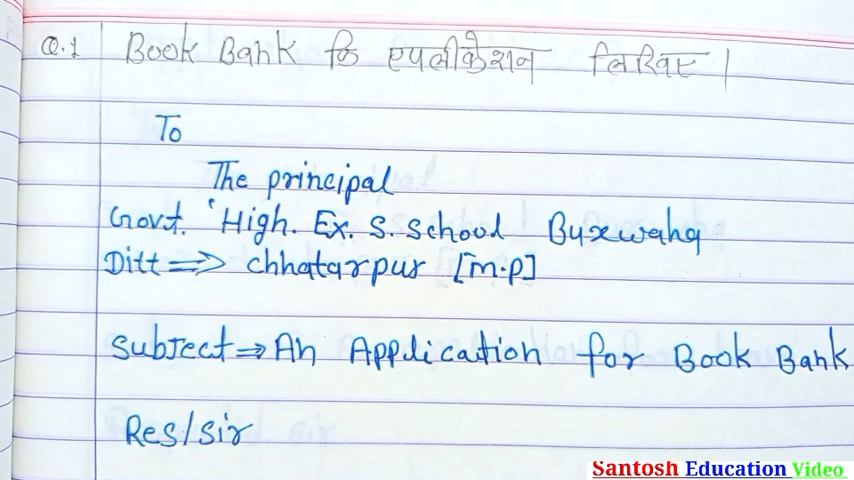 Q.1 Book Bank कि एपलीकेशन लिखिए।
To
The principal
Govt. High. Ex. S. School Buxwaha
Ditt ⇒ chhatarpur [m.p]
Subject ⇒ An Application for Book Bank
Res/sir
Santosh Education Video